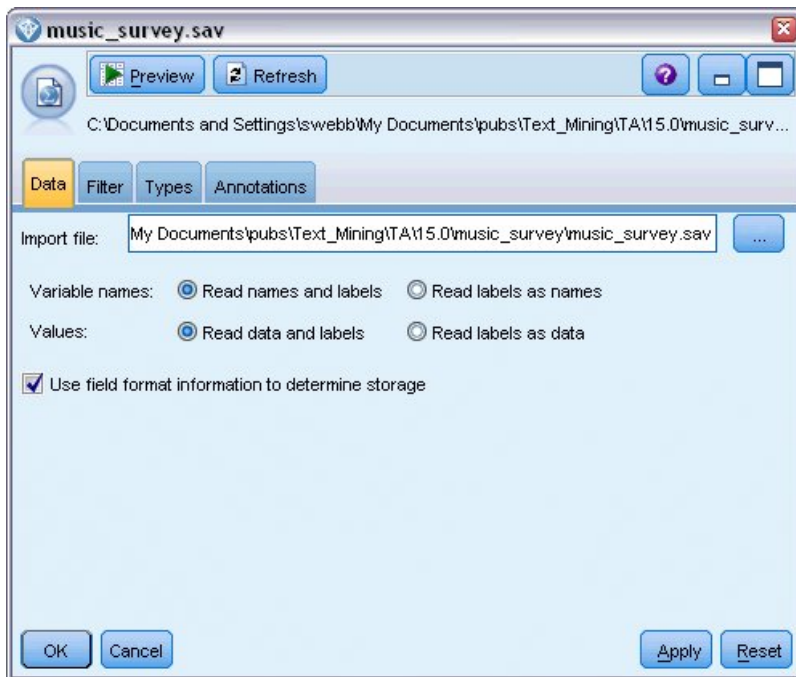 music_survey.sav
Preview
Refresh
C:\Documents and Settings\swebb\My Documents\pubs\Text_Mining\TA\15.0\music_surv...
Data
Filter
Types
Annotations
Import file:
My Documents\pubs\Text_Mining\TA\15.0\music_survey\music_survey.sav
...
Variable names:
Read names and labels
Read labels as names
Values:
Read data and labels
Read labels as data
Use field format information to determine storage
OK
Cancel
Apply
Reset